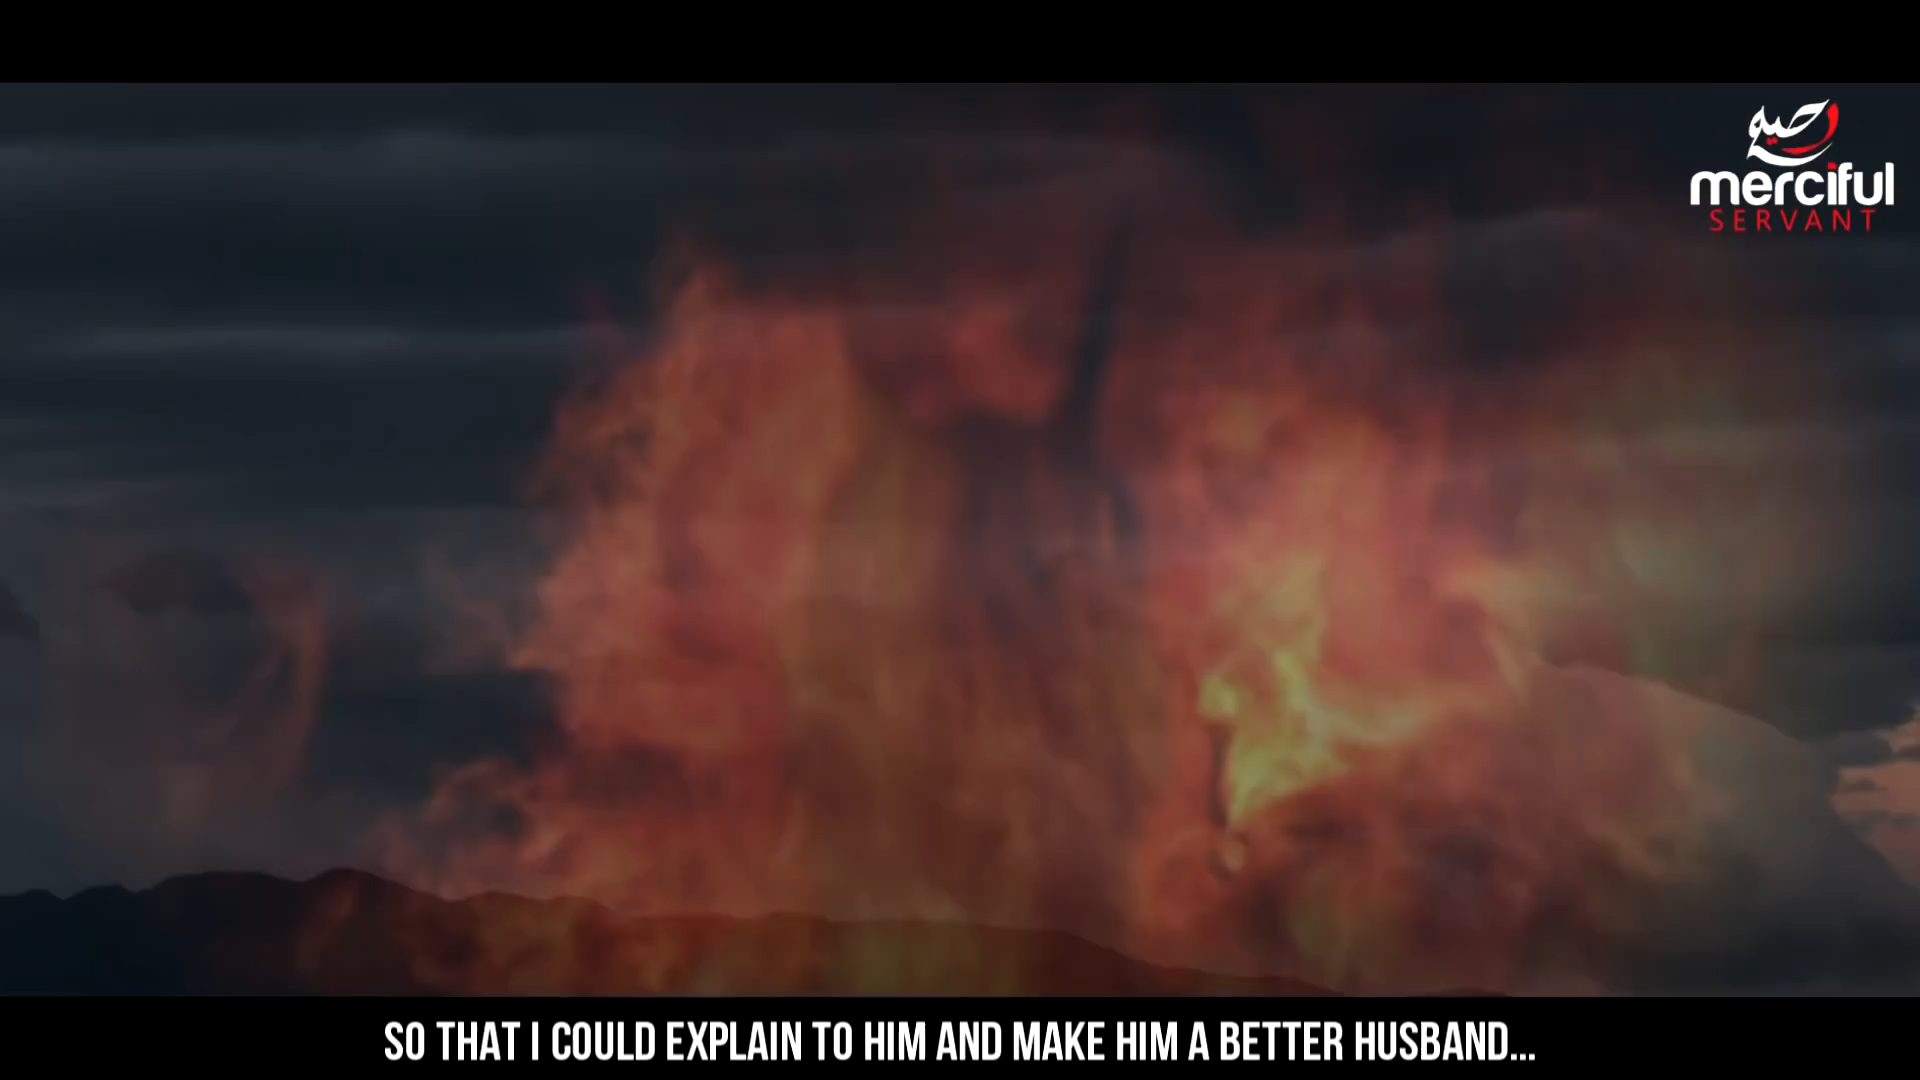 رحيم
merciful
SERVANT
SO THAT I COULD EXPLAIN TO HIM AND MAKE HIM A BETTER HUSBAND...